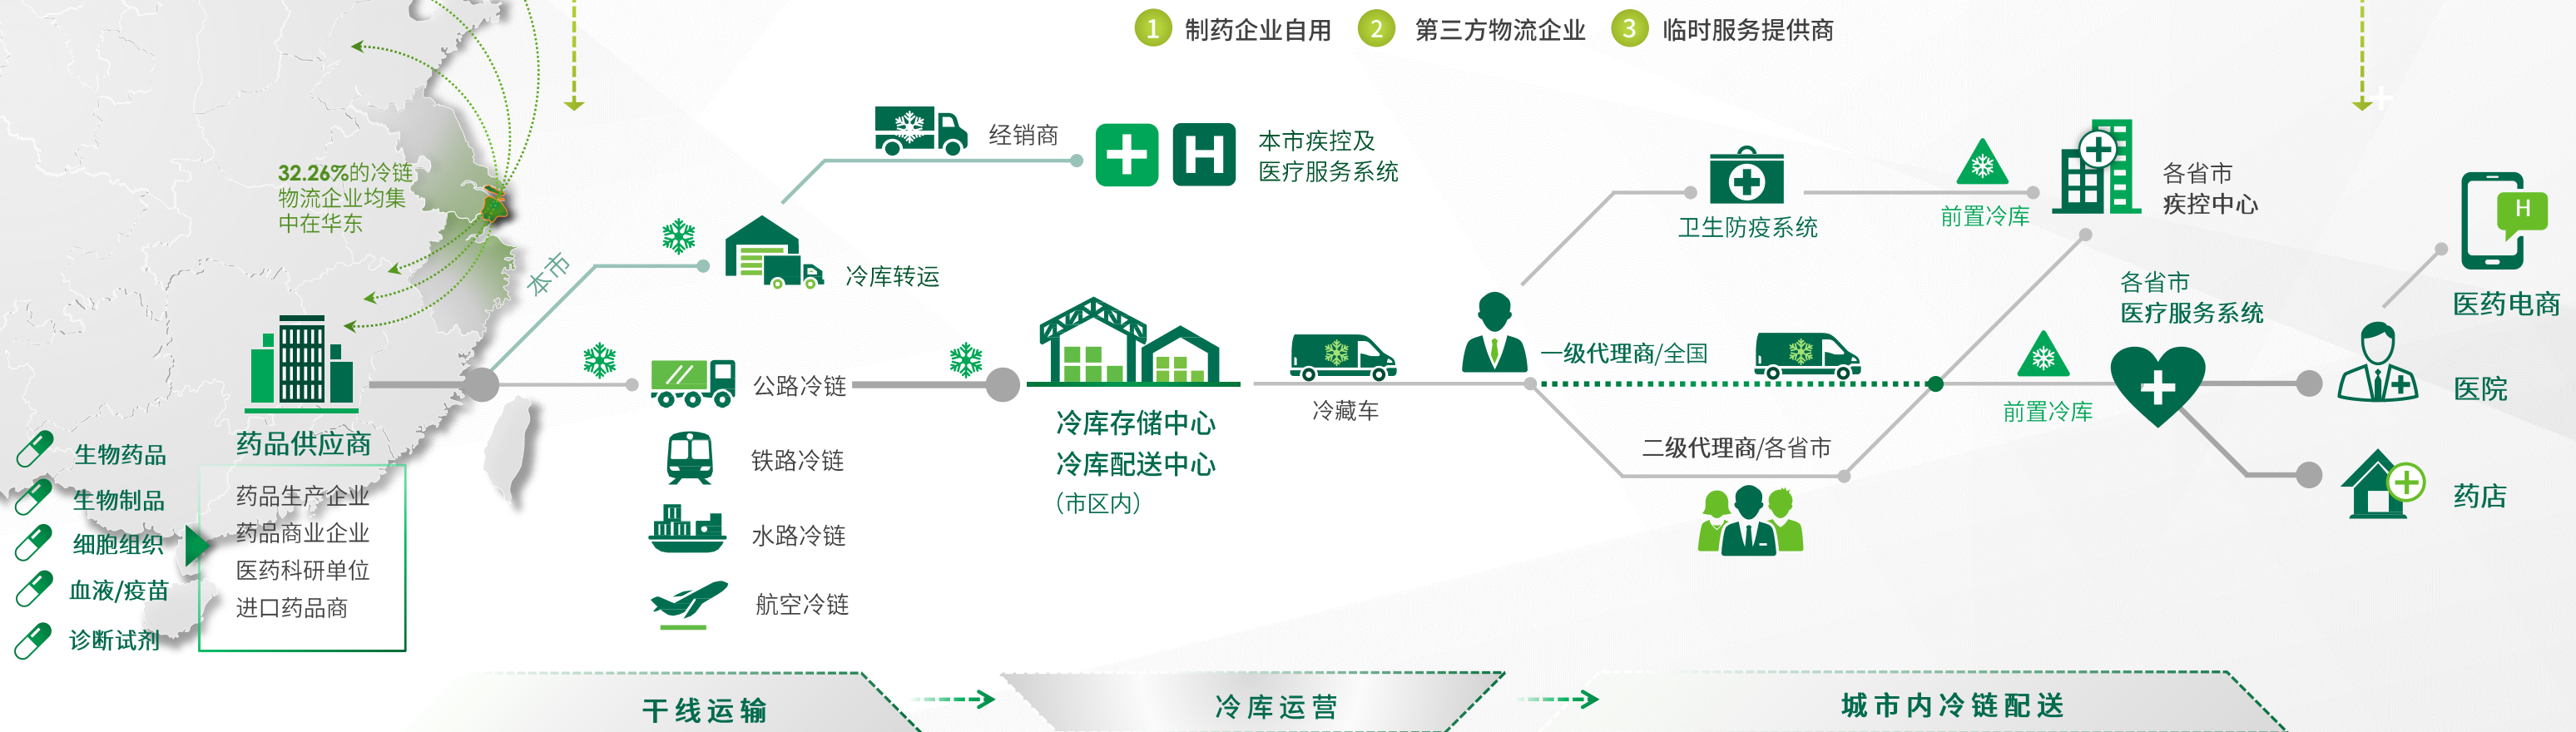 1 制药企业自用 2 第三方物流企业 3 临时服务提供商
经销商
本市疾控及
医疗服务系统
32.26%的冷链
物流企业均集
中在华东
本市
冷库转运
卫生防疫系统
前置冷库
各省市
疾控中心
H
医药电商
各省市
医疗服务系统
一级代理商/全国
公路冷链
冷藏车
前置冷库
医院
冷库存储中心
冷库配送中心
（市区内）
二级代理商/各省市
铁路冷链
水路冷链
航空冷链
药店
药品供应商
药品生产企业
药品商业企业
医药科研单位
进口药品商
生物药品
生物制品
细胞组织
血液/疫苗
诊断试剂
干线运输
冷库运营
城市内冷链配送